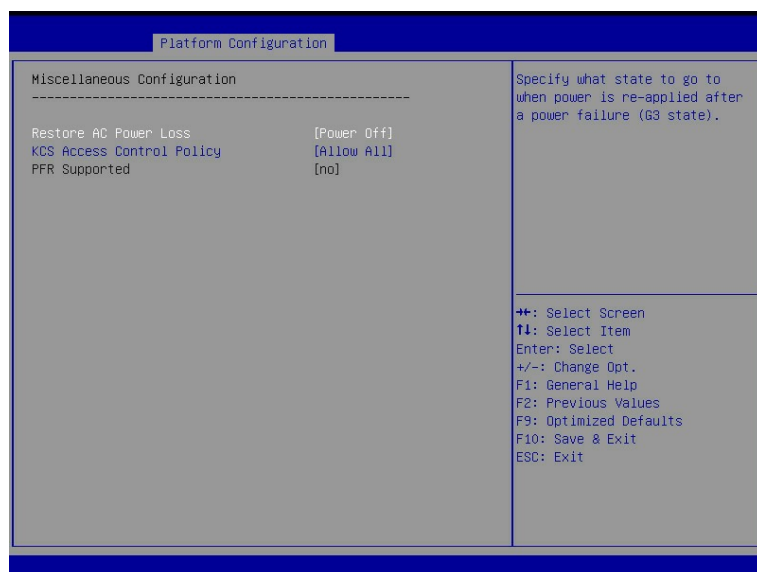 Platform Configuration
Miscellaneous Configuration
--------------------------------------------------
Restore AC Power Loss [Power Off]
KCS Access Control Policy [Allow All]
PFR Supported [no]
Specify what state to go to
when power is re-applied after
a power failure (G3 state).
→←: Select Screen
↑↓: Select Item
Enter: Select
+/-: Change Opt.
F1: General Help
F2: Previous Values
F9: Optimized Defaults
F10: Save & Exit
ESC: Exit